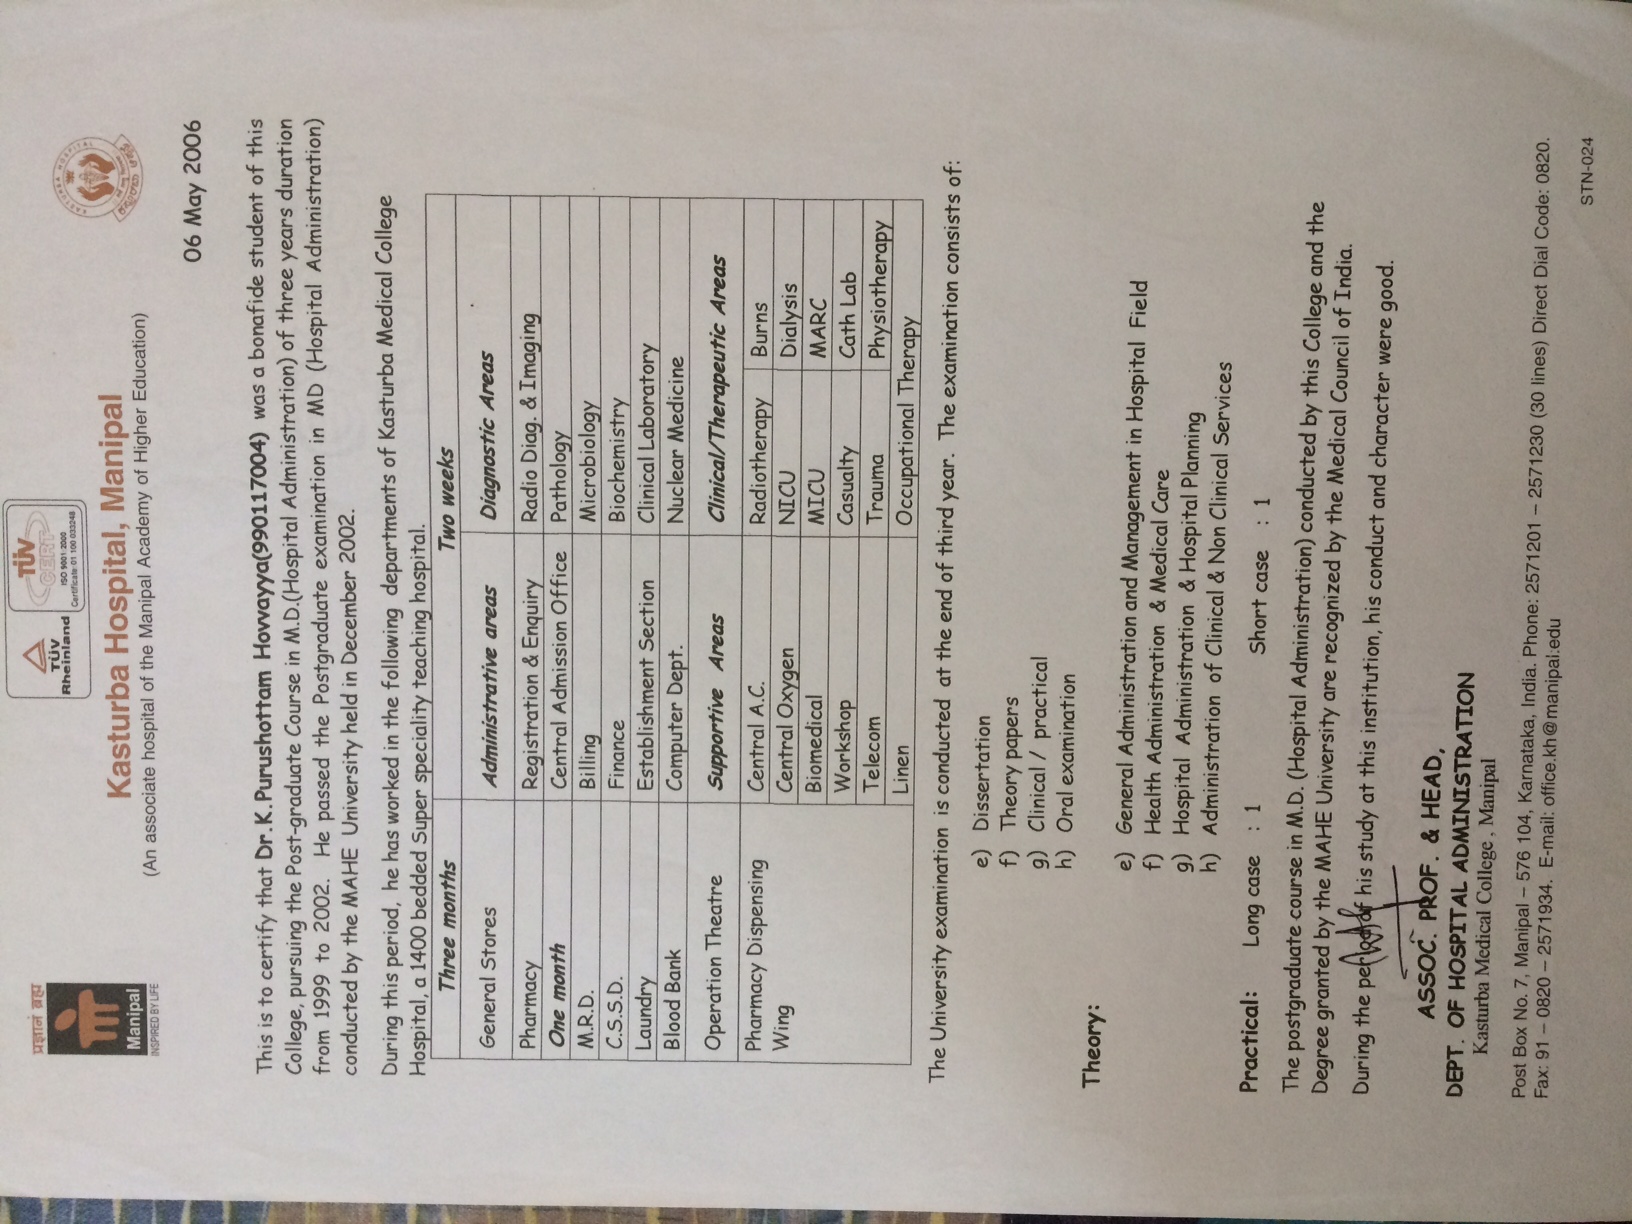 प्रज्ञानं ब्रह्म
Manipal
INSPIRED BY LIFE
TÜV
Rheinland
TÜV
CERT
ISO 9001:2000
Certificate:01 100 033248
Kasturba Hospital, Manipal
(An associate hospital of the Manipal Academy of Higher Education)
KASTURBA HOSPITAL
06 May 2006
This is to certify that Dr.K.Purushottam Hovvayya(990117004) was a bonafide student of this
College, pursuing the Post-graduate Course in M.D.(Hospital Administration) of three years duration
from 1999 to 2002. He passed the Postgraduate examination in MD (Hospital Administration)
conducted by the MAHE University held in December 2002.
During this period, he has worked in the following departments of Kasturba Medical College
Hospital, a 1400 bedded Super speciality teaching hospital.
Three months Two weeks
General Stores Administrative areas Diagnostic Areas
Pharmacy Registration & Enquiry Radio Diag. & Imaging
One month Central Admission Office Pathology
M.R.D. Billing Microbiology
C.S.S.D. Finance Biochemistry
Laundry Establishment Section Clinical Laboratory
Blood Bank Computer Dept. Nuclear Medicine
Operation Theatre Supportive Areas Clinical/Therapeutic Areas
Pharmacy Dispensing Central A.C. Radiotherapy Burns
Wing Central Oxygen NICU Dialysis
Biomedical MICU MARC
Workshop Casualty Cath Lab
Telecom Trauma Physiotherapy
Linen Occupational Therapy
The University examination is conducted at the end of third year. The examination consists of:
e) Dissertation
f) Theory papers
g) Clinical / practical
h) Oral examination
Theory:
e) General Administration and Management in Hospital Field
f) Health Administration & Medical Care
g) Hospital Administration & Hospital Planning
h) Administration of Clinical & Non Clinical Services
Practical: Long case : 1 Short case : 1
The postgraduate course in M.D. (Hospital Administration) conducted by this College and the
Degree granted by the MAHE University are recognized by the Medical Council of India.
During the period of his study at this institution, his conduct and character were good.
ASSOC. PROF. & HEAD,
DEPT. OF HOSPITAL ADMINISTRATION
Kasturba Medical College, Manipal
Post Box No. 7, Manipal – 576 104, Karnataka, India. Phone: 2571201 – 2571230 (30 lines) Direct Dial Code: 0820.
Fax: 91 – 0820 – 2571934. E-mail: office.kh@manipal.edu
STN-024